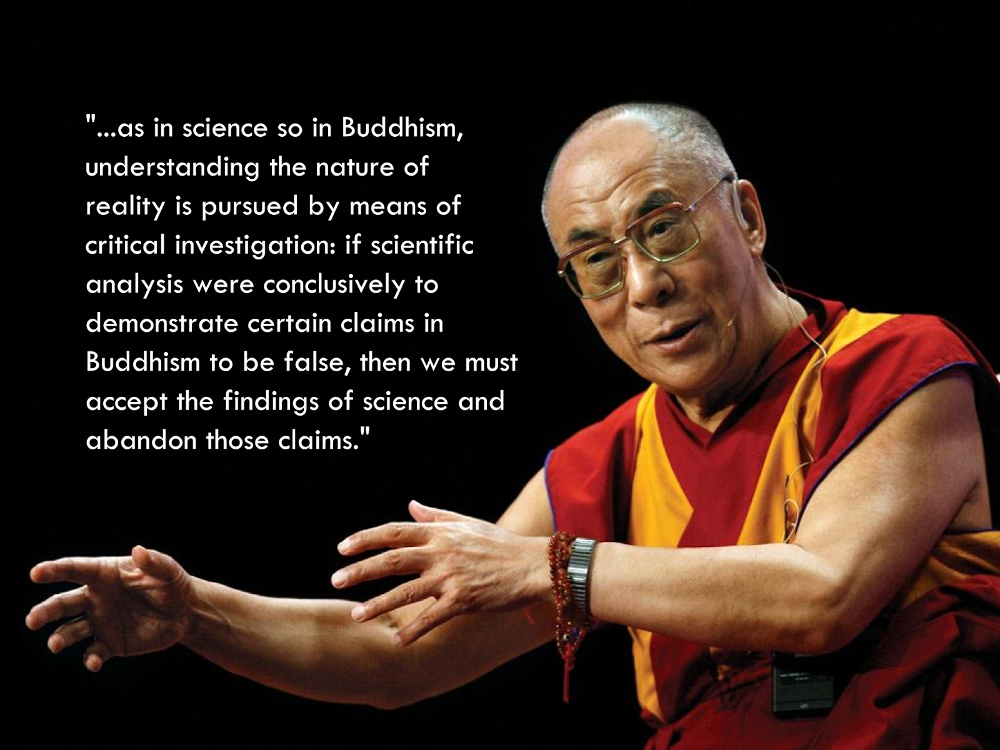 "...as in science so in Buddhism,
understanding the nature of
reality is pursued by means of
critical investigation: if scientific
analysis were conclusively to
demonstrate certain claims in
Buddhism to be false, then we must
accept the findings of science and
abandon those claims."